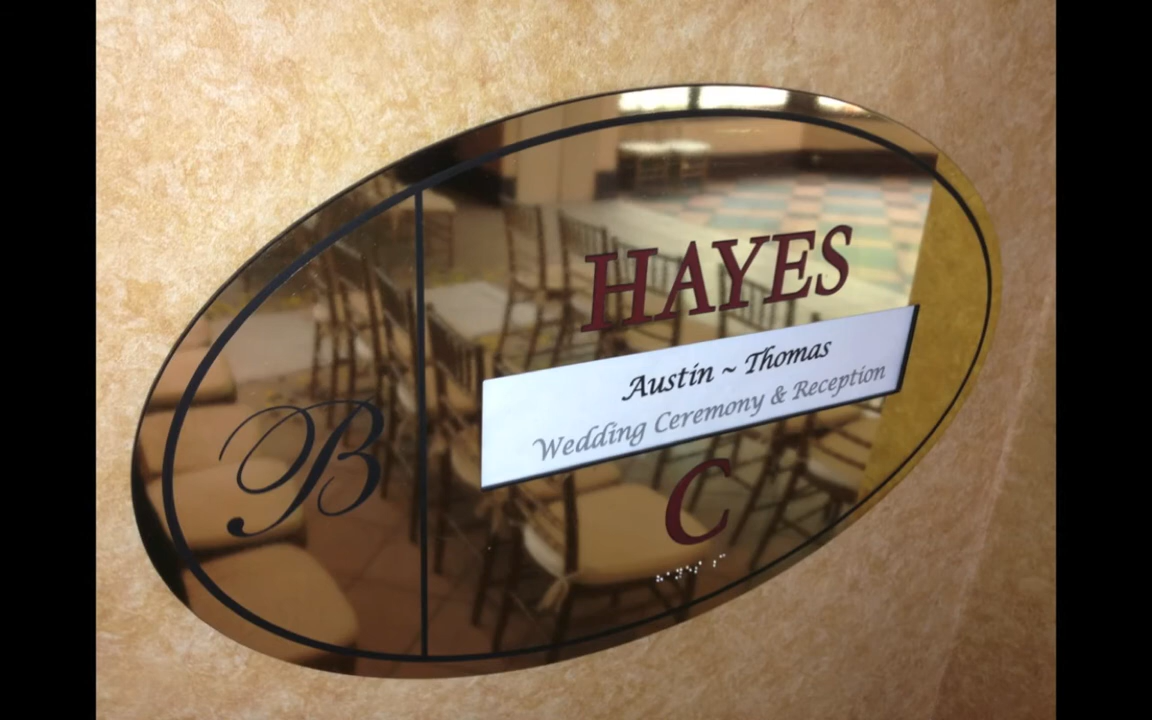 B
HAYES
Austin ~ Thomas
Wedding Ceremony & Reception
C